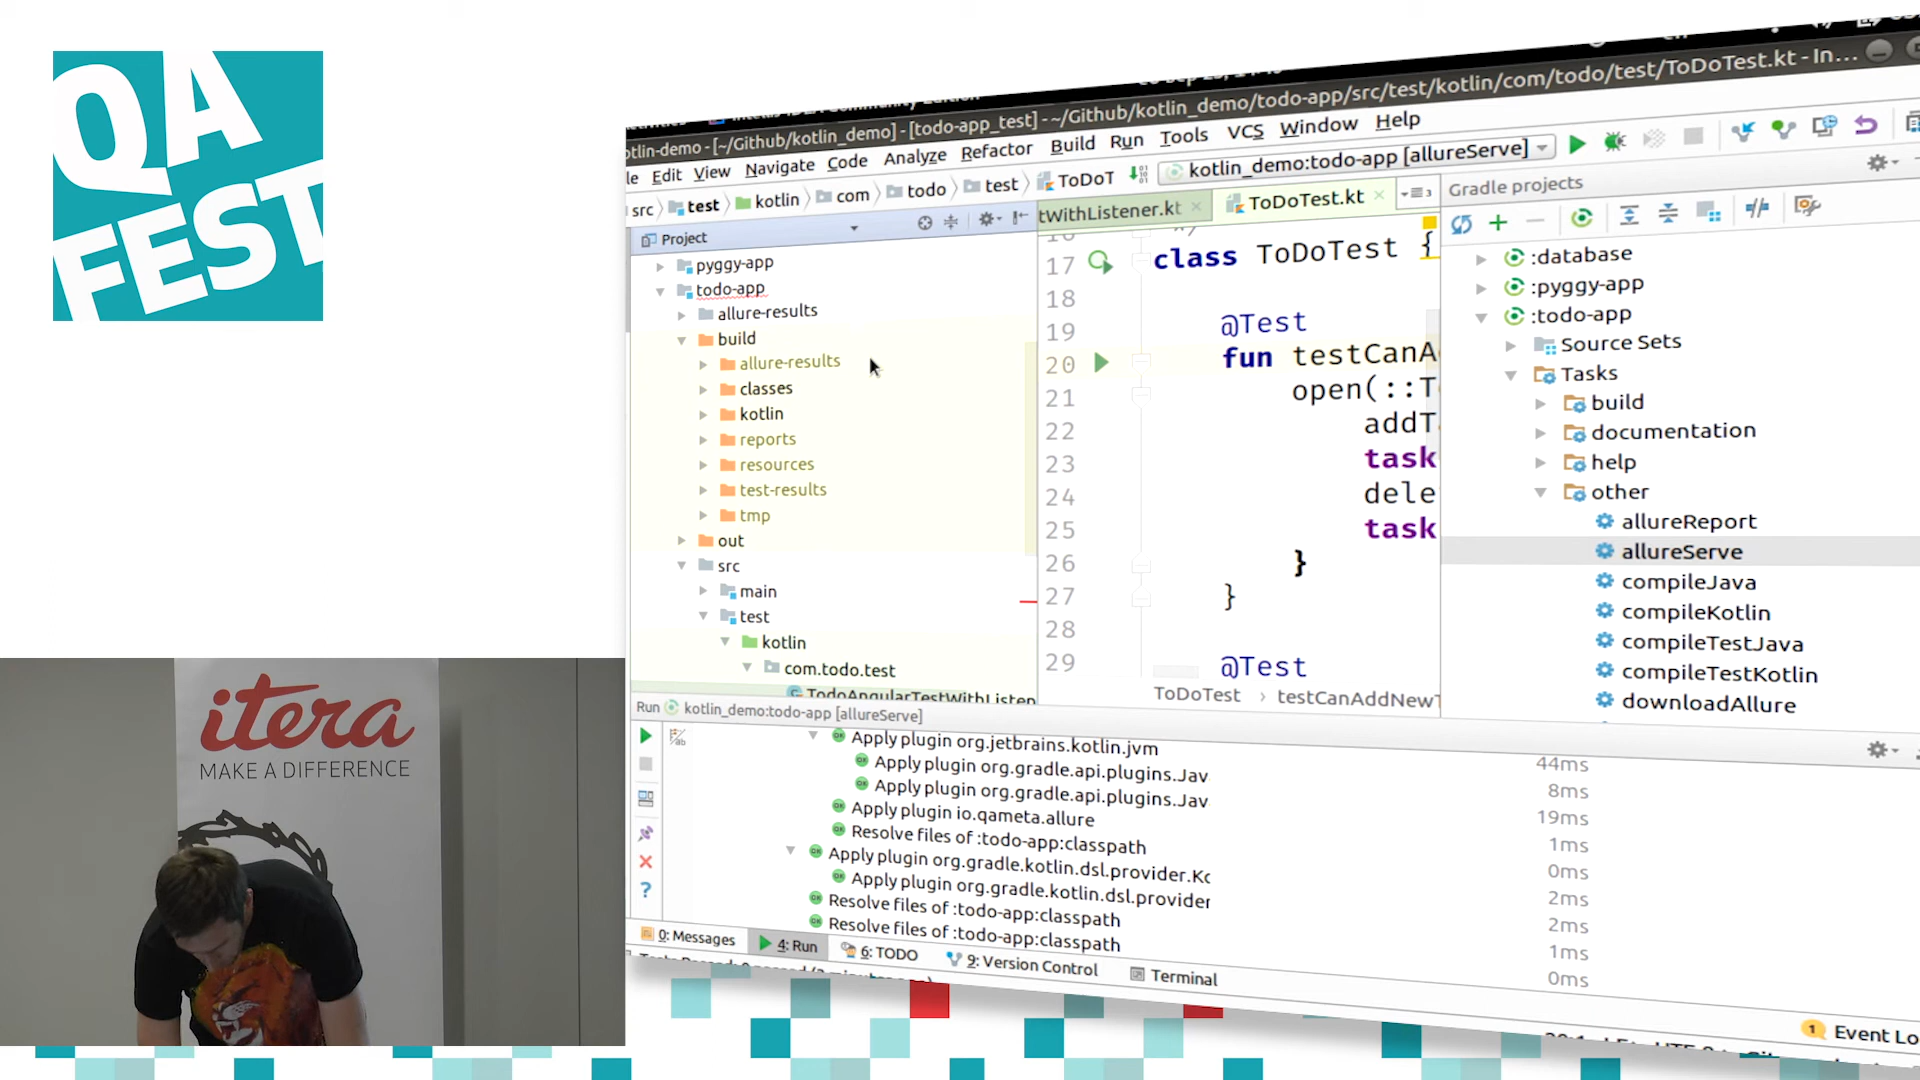 QA
FEST
itera
MAKE A DIFFERENCE
[~/Github/kotlin_demo] - [todo-app_test] - ~/Github/kotlin_demo/todo-app/src/test/kotlin/com/todo/test/ToDoTest.kt - In...
Edit View Navigate Code Analyze Refactor Build Run Tools VCS Window Help
src test kotlin com todo test ToDoT
kotlin_demo:todo-app [allureServe]
Project
pyggy-app
todo-app
allure-results
build
allure-results
classes
kotlin
reports
resources
test-results
tmp
out
src
main
test
kotlin
com.todo.test
TodoAngularTestWithListen
tWithListener.kt
ToDoTest.kt
17 class ToDoTest {
18
19 @Test
20 fun testCanA
21 open(::T
22 addT
23 task
24 dele
25 task
26 }
27 }
28
29 @Test
ToDoTest › testCanAddNewT
Gradle projects
:database
:pyggy-app
:todo-app
Source Sets
Tasks
build
documentation
help
other
allureReport
allureServe
compileJava
compileKotlin
compileTestJava
compileTestKotlin
downloadAllure
Run kotlin_demo:todo-app [allureServe]
Apply plugin org.jetbrains.kotlin.jvm 44ms
Apply plugin org.gradle.api.plugins.Jav 8ms
Apply plugin org.gradle.api.plugins.Jav 19ms
Apply plugin io.qameta.allure 1ms
Resolve files of :todo-app:classpath 0ms
Apply plugin org.gradle.kotlin.dsl.provider.Kc 2ms
Apply plugin org.gradle.kotlin.dsl.provider 2ms
Resolve files of :todo-app:classpath 1ms
Resolve files of :todo-app:classpath 0ms
0: Messages 4: Run 6: TODO 9: Version Control Terminal
1 Event Lo